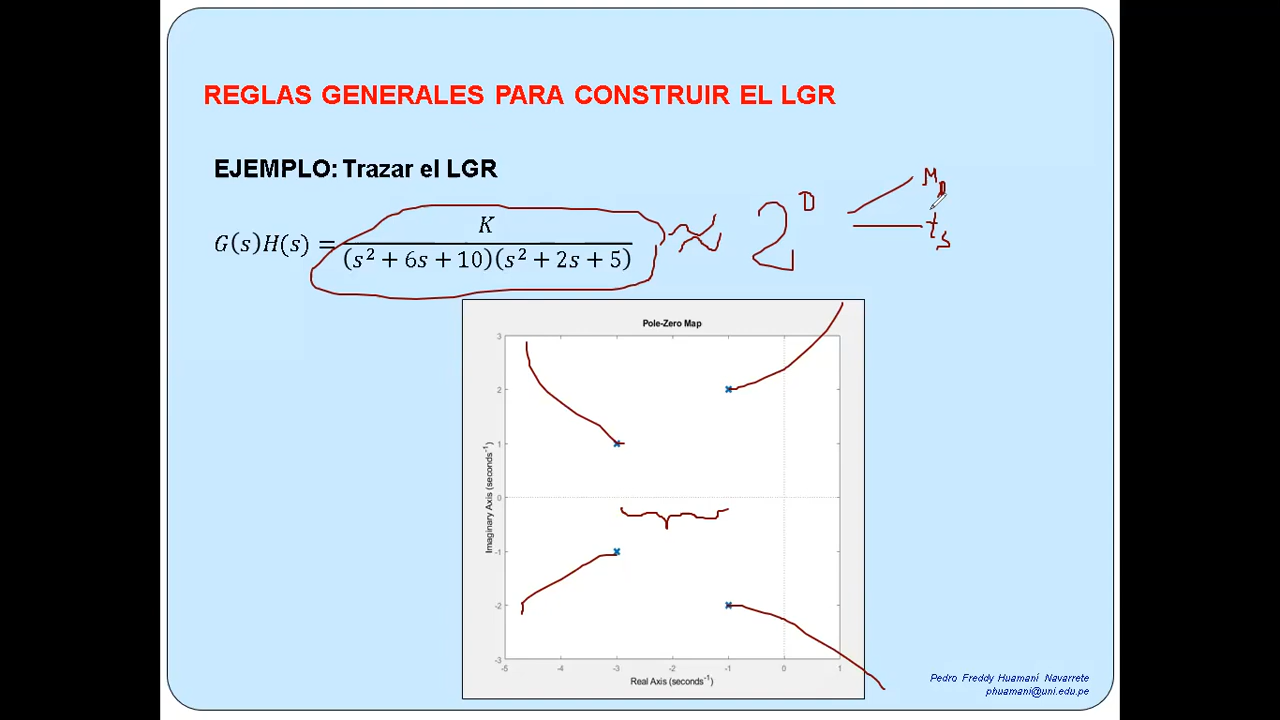 REGLAS GENERALES PARA CONSTRUIR EL LGR
EJEMPLO: Trazar el LGR
G(s)H(s) = K / (s² + 6s + 10)(s² + 2s + 5) ≈ 2° Mp
ts
Pole-Zero Map
3
2
1
0
-1
-2
-3
Imaginary Axis (seconds⁻¹)
-5 -4 -3 -2 -1 0 1
Real Axis (seconds⁻¹)
Pedro Freddy Huamaní Navarrete
phuamani@uni.edu.pe